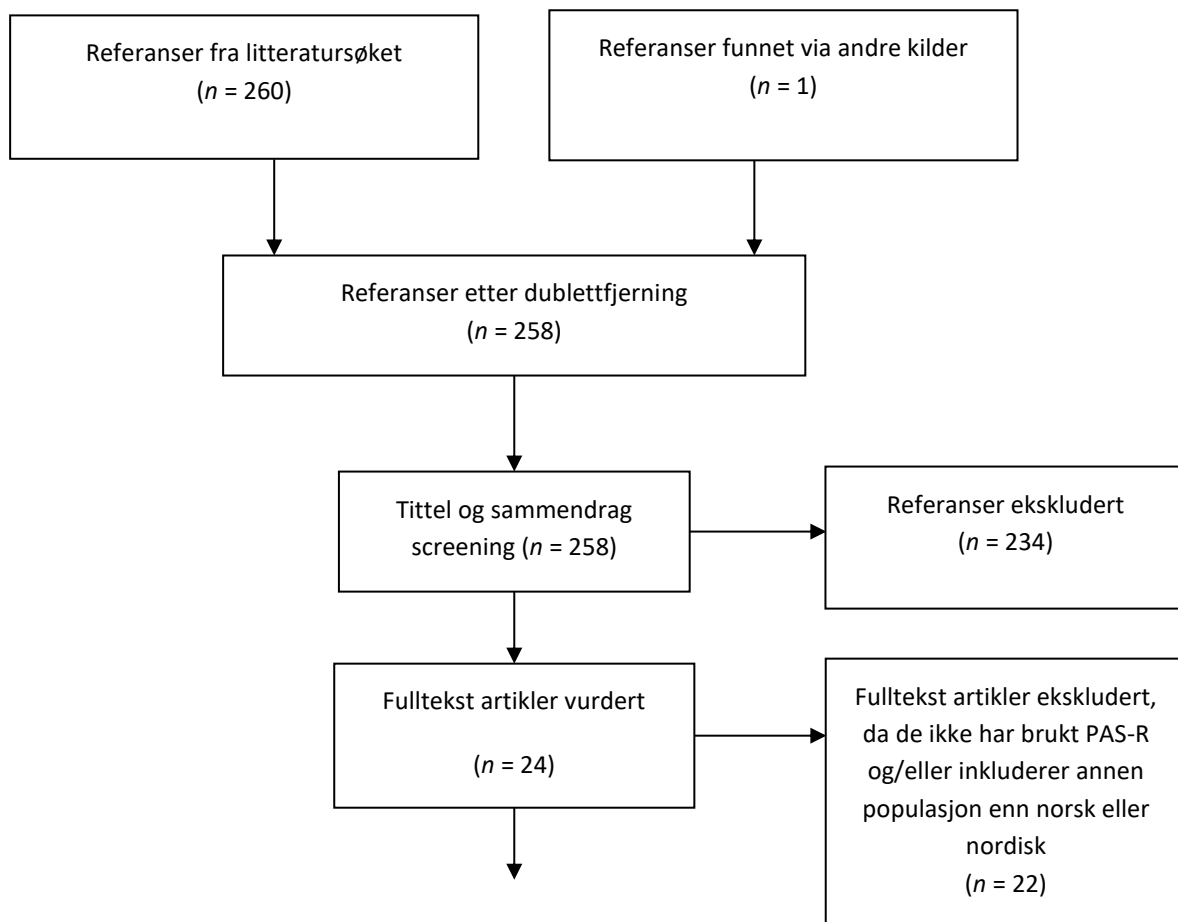 Referanser fra litteratursøket
(n = 260)
Referanser funnet via andre kilder
(n = 1)
Referanser etter dublettfjerning
(n = 258)
Tittel og sammendrag
screening (n = 258)
Referanser ekskludert
(n = 234)
Fulltekst artikler vurdert
(n = 24)
Fulltekst artikler ekskludert,
da de ikke har brukt PAS-R
og/eller inkluderer annen
populasjon enn norsk eller
nordisk
(n = 22)